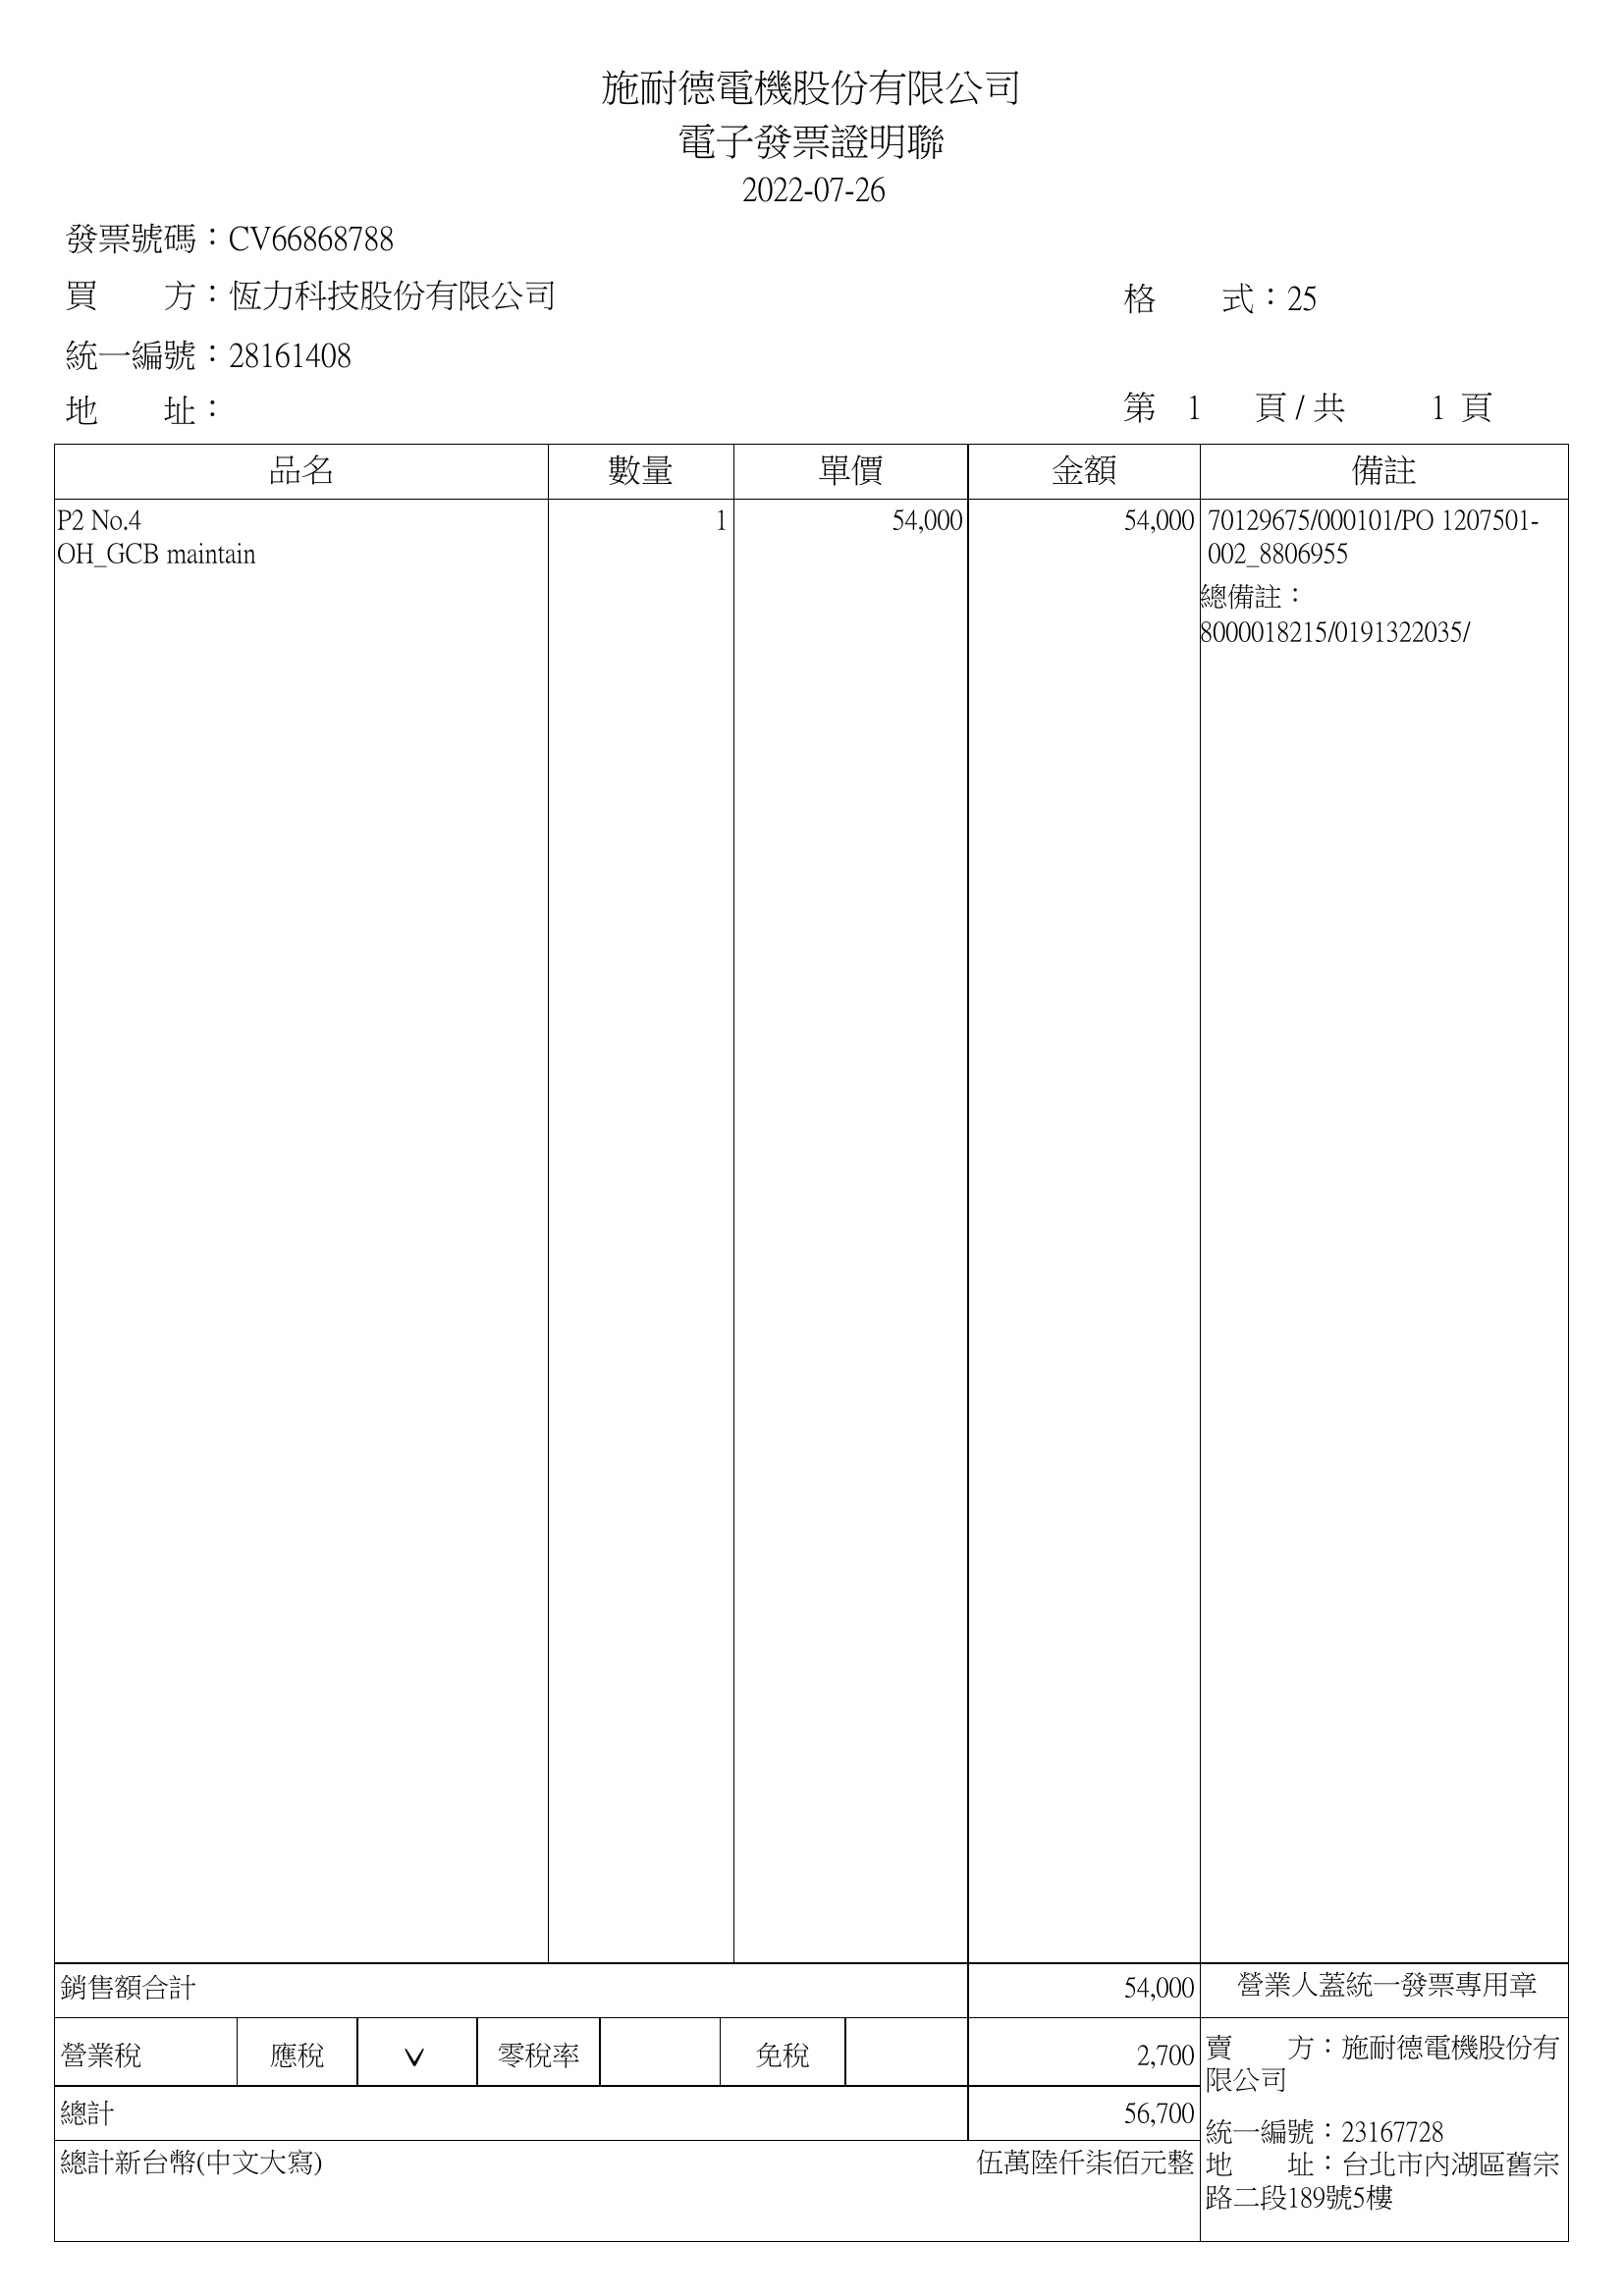 施耐德電機股份有限公司
電子發票證明聯
2022-07-26
發票號碼：CV66868788
買　　方：恆力科技股份有限公司
格　　式：25
統一編號：28161408
地　　址：
第　1　頁 / 共　1 頁
品名　數量　單價　金額　備註
P2 No.4　1　54,000　54,000　70129675/000101/PO 1207501-
OH_GCB maintain　002_8806955
總備註：
8000018215/0191322035/
銷售額合計　54,000　營業人蓋統一發票專用章
營業稅　應稅　V　零稅率　免稅　2,700
賣　　方：施耐德電機股份有
限公司
總計　56,700
統一編號：23167728
總計新台幣(中文大寫)　伍萬陸仟柒佰元整
地　　址：台北市內湖區舊宗
路二段189號5樓